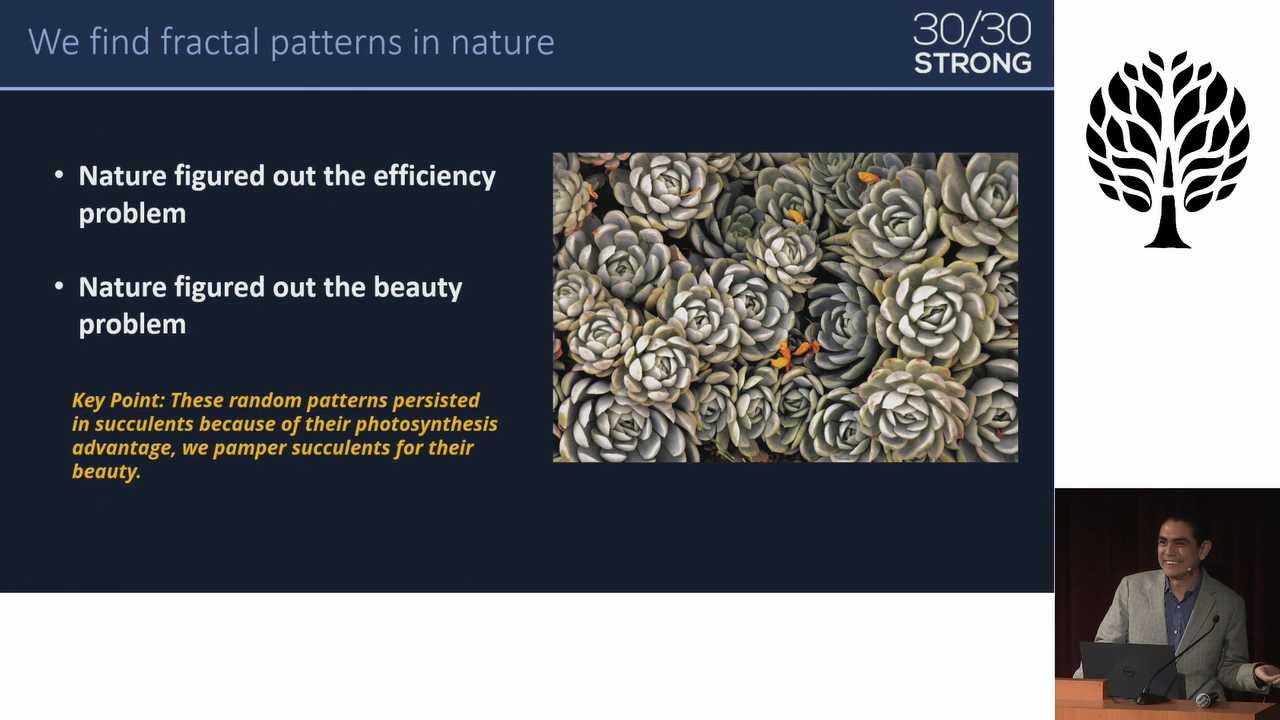 We find fractal patterns in nature
30/30
STRONG
• Nature figured out the efficiency
problem
• Nature figured out the beauty
problem
Key Point: These random patterns persisted
in succulents because of their photosynthesis
advantage, we pamper succulents for their
beauty.